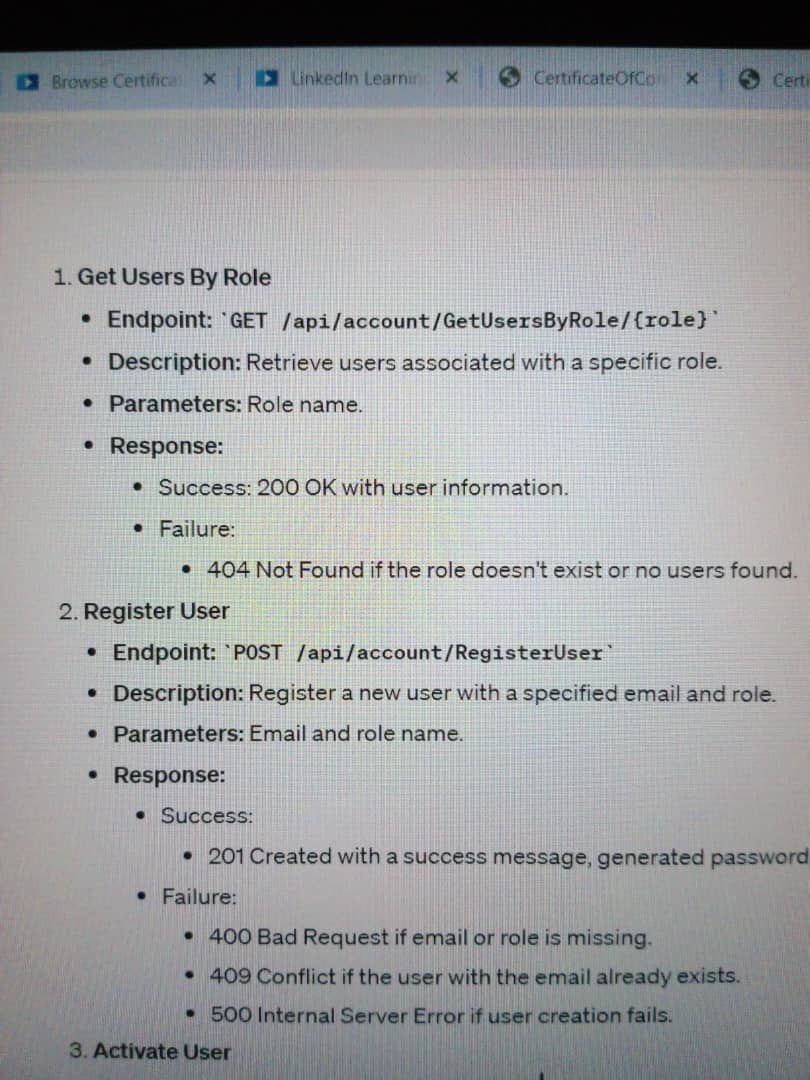 Browse Certifica
LinkedIn Learnin
CertificateOfCo
Certi
1. Get Users By Role
• Endpoint: `GET /api/account/GetUsersByRole/{role}`
• Description: Retrieve users associated with a specific role.
• Parameters: Role name.
• Response:
• Success: 200 OK with user information.
• Failure:
• 404 Not Found if the role doesn't exist or no users found.
2. Register User
• Endpoint: `POST /api/account/RegisterUser`
• Description: Register a new user with a specified email and role.
• Parameters: Email and role name.
• Response:
• Success:
• 201 Created with a success message, generated password
• Failure:
• 400 Bad Request if email or role is missing.
• 409 Conflict if the user with the email already exists.
• 500 Internal Server Error if user creation fails.
3. Activate User